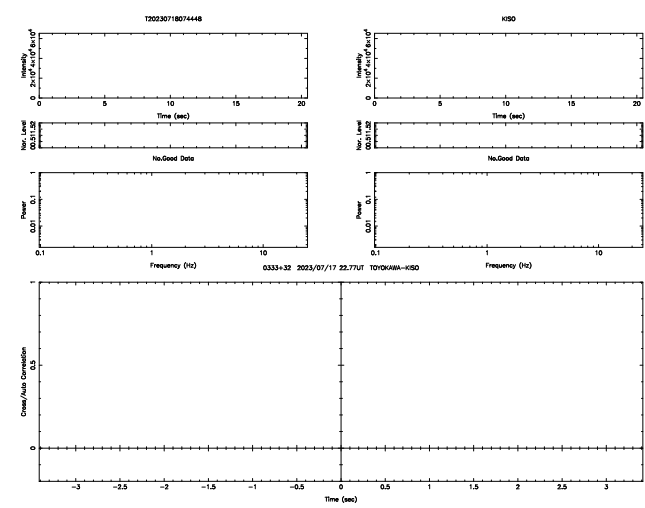 T20230718074448 KISO
Intensity 0 2×10⁴ 4×10⁴ 6×10⁴ Intensity 0 2×10⁴ 4×10⁴ 6×10⁴
0 5 10 15 20 0 5 10 15 20
Time (sec) Time (sec)
Nor. Level 00.511.52 Nor. Level 00.511.52
No.Good Data No.Good Data
Power 0.01 0.1 1 Power 0.01 0.1 1
0.1 1 10 0.1 1 10
Frequency (Hz) Frequency (Hz)
0333+32 2023/07/17 22.77UT TOYOKAWA-KISO
Cross/Auto Correlation 0 0.5 1
-3 -2.5 -2 -1.5 -1 -0.5 0 0.5 1 1.5 2 2.5 3
Time (sec)